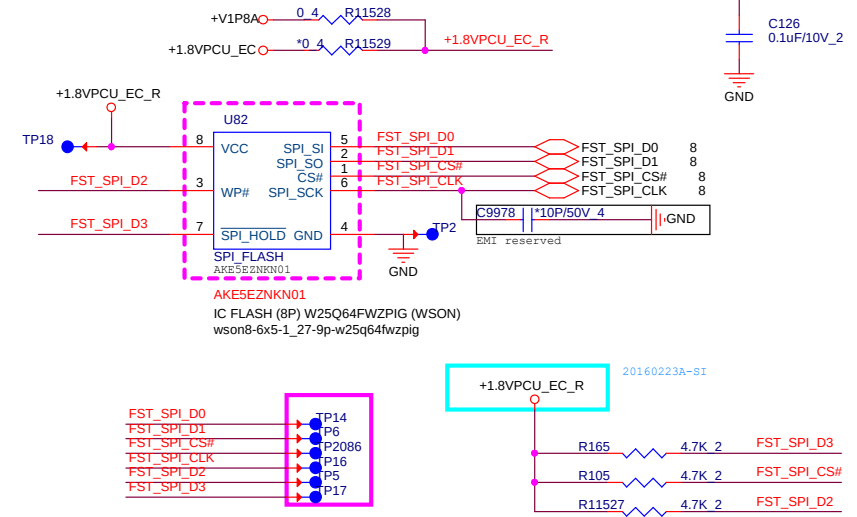 +V1P8A 0_4 R11528
+1.8VPCU_EC *0_4 R11529 +1.8VPCU_EC_R
C126
0.1uF/10V_2
GND
+1.8VPCU_EC_R
U82
TP18
8 VCC SPI_SI 5 FST_SPI_D0 FST_SPI_D0 8
SPI_SO 2 FST_SPI_D1 FST_SPI_D1 8
CS# 1 FST_SPI_CS# FST_SPI_CS# 8
FST_SPI_D2 3 WP# SPI_SCK 6 FST_SPI_CLK FST_SPI_CLK 8
C9978 *10P/50V_4 GND
EMI reserved
FST_SPI_D3 7 SPI_HOLD GND 4 TP2
GND
SPI_FLASH
AKE5EZNKN01
AKE5EZNKN01
IC FLASH (8P) W25Q64FWZPIG (WSON)
wson8-6x5-1_27-9p-w25q64fwzpig
+1.8VPCU_EC_R
20160223A-SI
FST_SPI_D0 TP14
FST_SPI_D1 TP6
FST_SPI_CS# TP2086
FST_SPI_CLK TP16
FST_SPI_D2 TP5
FST_SPI_D3 TP17
R165 4.7K_2 FST_SPI_D3
R105 4.7K_2 FST_SPI_CS#
R11527 4.7K_2 FST_SPI_D2